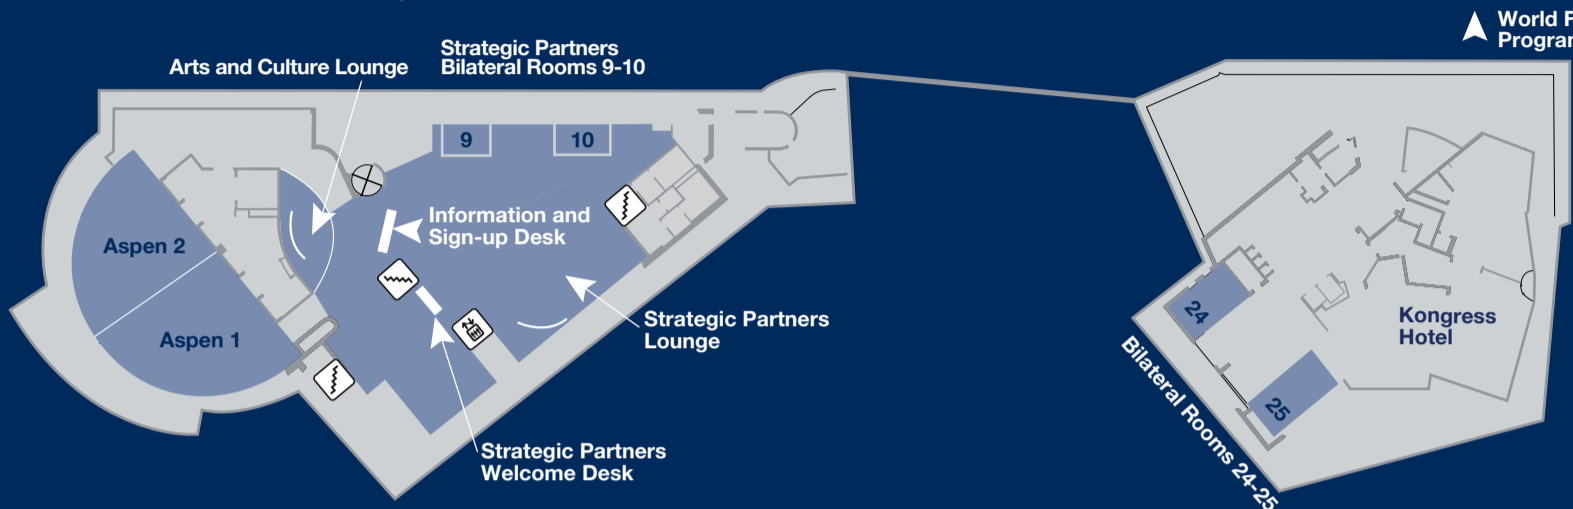 World
Strategic Partners
Bilateral Rooms 9-10
Arts and Culture Lounge
9
10
Information and
Sign-up Desk
Aspen 2
Aspen 1
Strategic Partners
Lounge
Strategic Partners
Welcome Desk
24
25
Kongress
Hotel
Bilateral Rooms 24-25